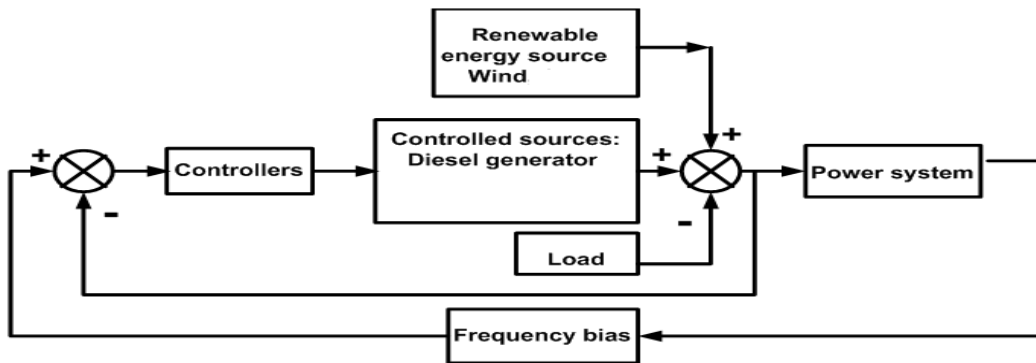 Renewable
energy source
Wind
+
+
Controllers
Controlled sources:
Diesel generator
+
Power system
-
-
Load
Frequency bias